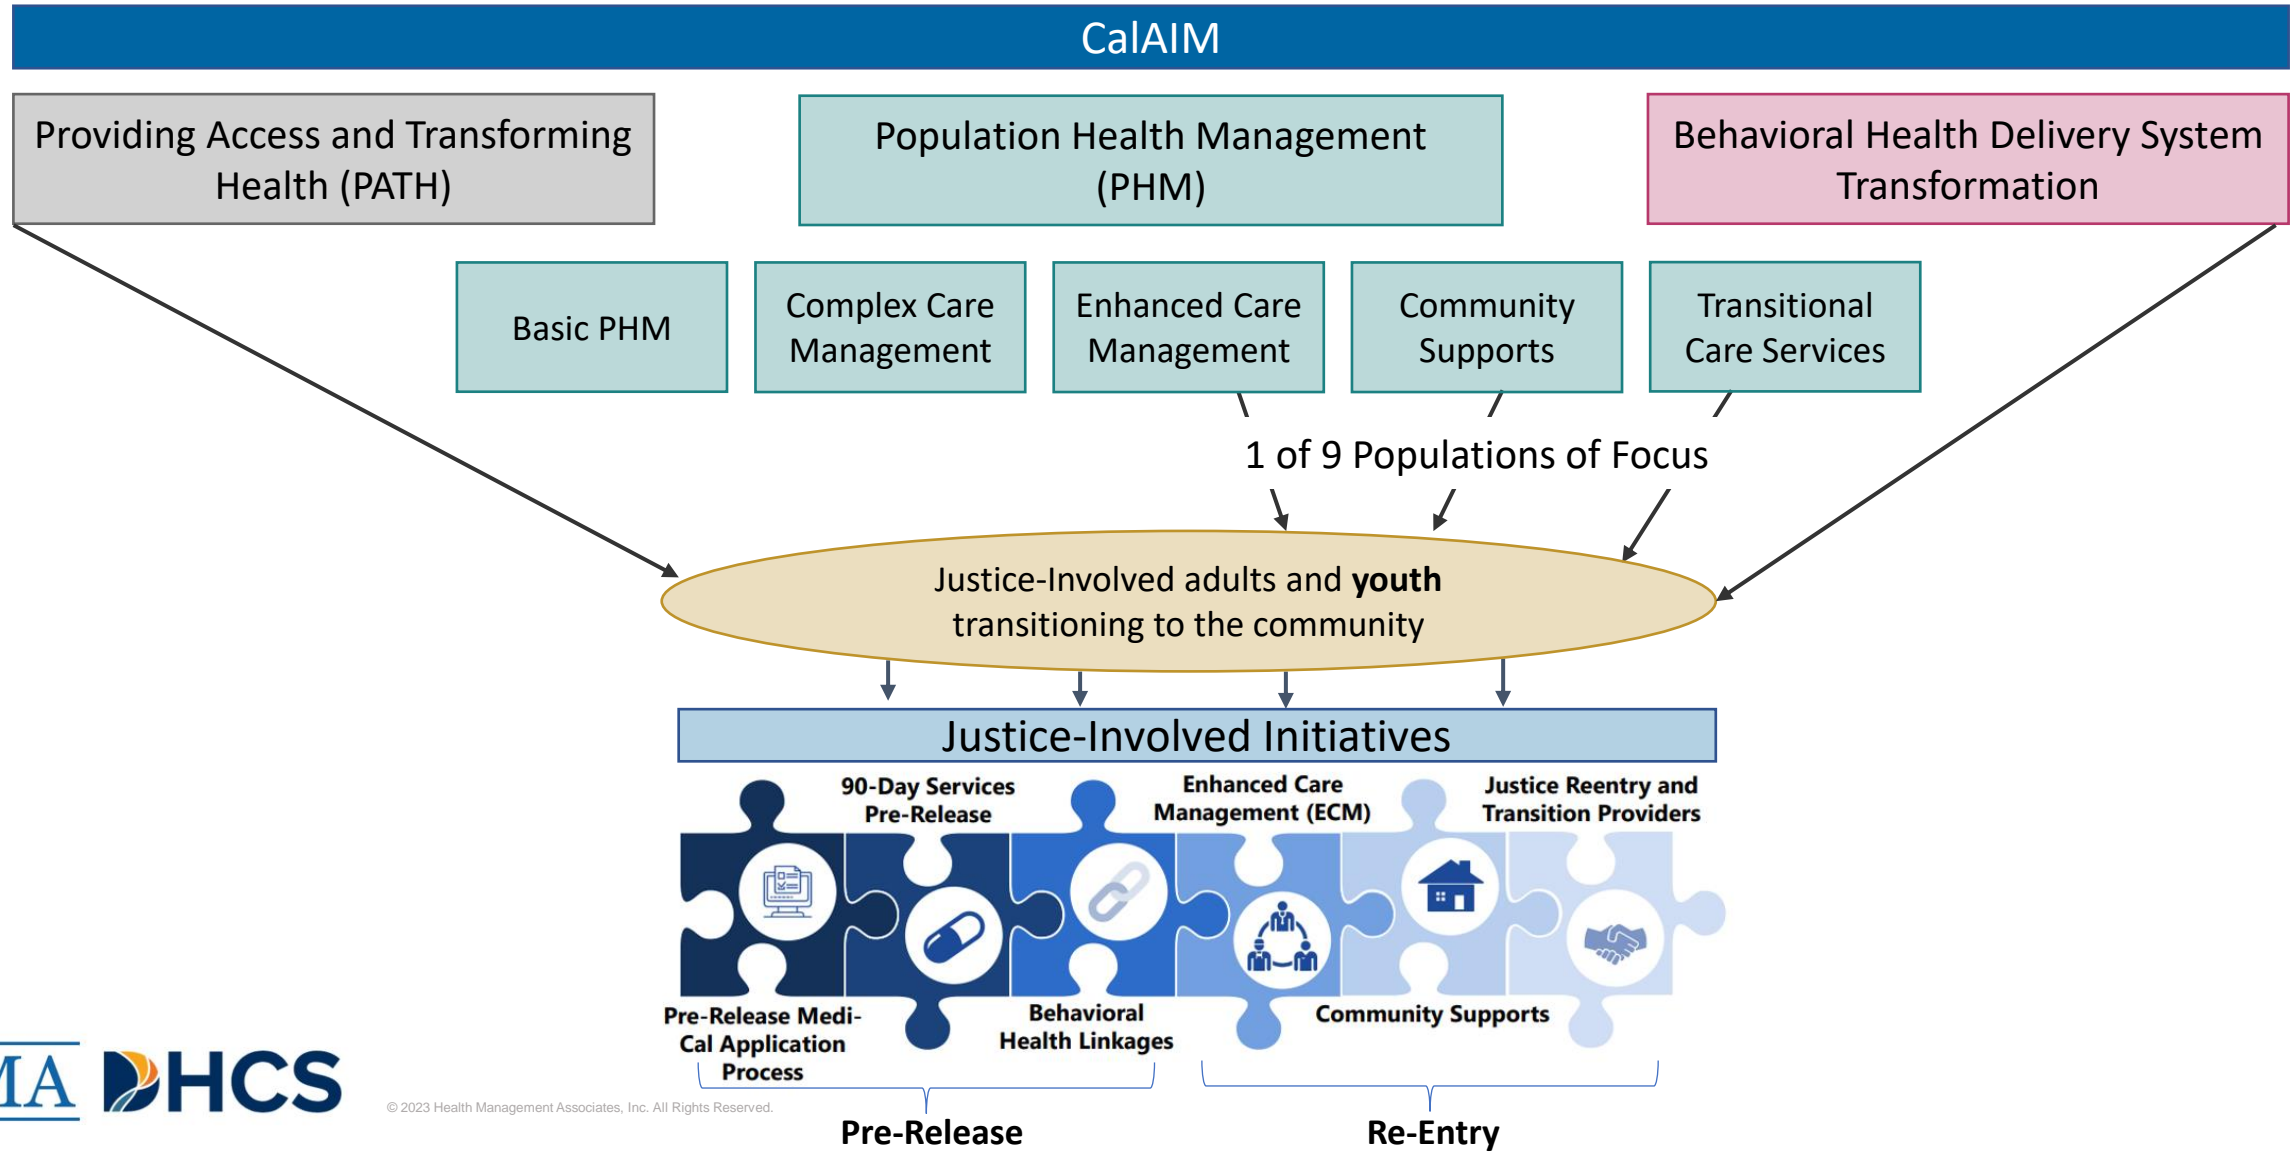 CalAIM
Providing Access and Transforming
Health (PATH)
Population Health Management
(PHM)
Behavioral Health Delivery System
Transformation
Basic PHM
Complex Care
Management
Enhanced Care
Management
Community
Supports
Transitional
Care Services
1 of 9 Populations of Focus
Justice-Involved adults and youth
transitioning to the community
Justice-Involved Initiatives
90-Day Services
Pre-Release
Enhanced Care
Management (ECM)
Justice Reentry and
Transition Providers
Pre-Release Medi-
Cal Application
Process
Behavioral
Health Linkages
Community Supports
MA
DHCS
© 2023 Health Management Associates, Inc. All Rights Reserved.
Pre-Release
Re-Entry